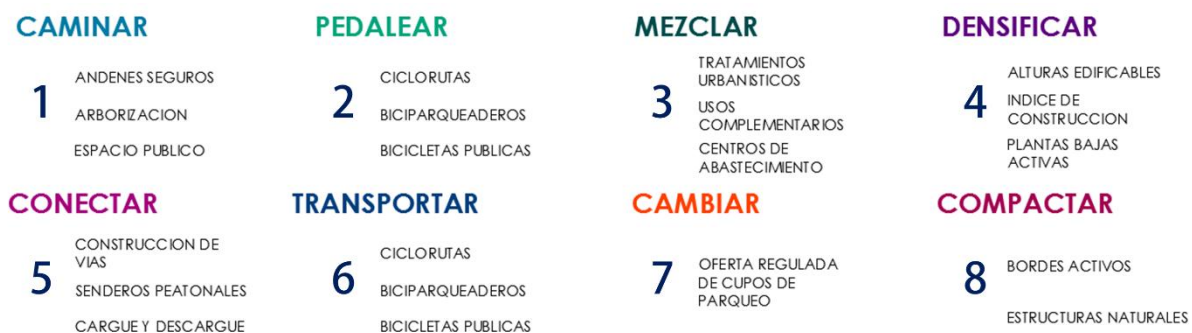 CAMINAR
1
ANDENES SEGUROS
ARBORIZACION
ESPACIO PUBLICO
PEDALEAR
2
CICLORUTAS
BICIPARQUEADEROS
BICICLETAS PUBLICAS
MEZCLAR
3
TRATAMIENTOS
URBANISTICOS
USOS
COMPLEMENTARIOS
CENTROS DE
ABASTECIMIENTO
DENSIFICAR
4
ALTURAS EDIFICABLES
INDICE DE
CONSTRUCCION
PLANTAS BAJAS
ACTIVAS
CONECTAR
5
CONSTRUCCION DE
VIAS
SENDEROS PEATONALES
CARGUE Y DESCARGUE
TRANSPORTAR
6
CICLORUTAS
BICIPARQUEADEROS
BICICLETAS PUBLICAS
CAMBIAR
7
OFERTA REGULADA
DE CUPOS DE
PARQUEO
COMPACTAR
8
BORDES ACTIVOS
ESTRUCTURAS NATURALES